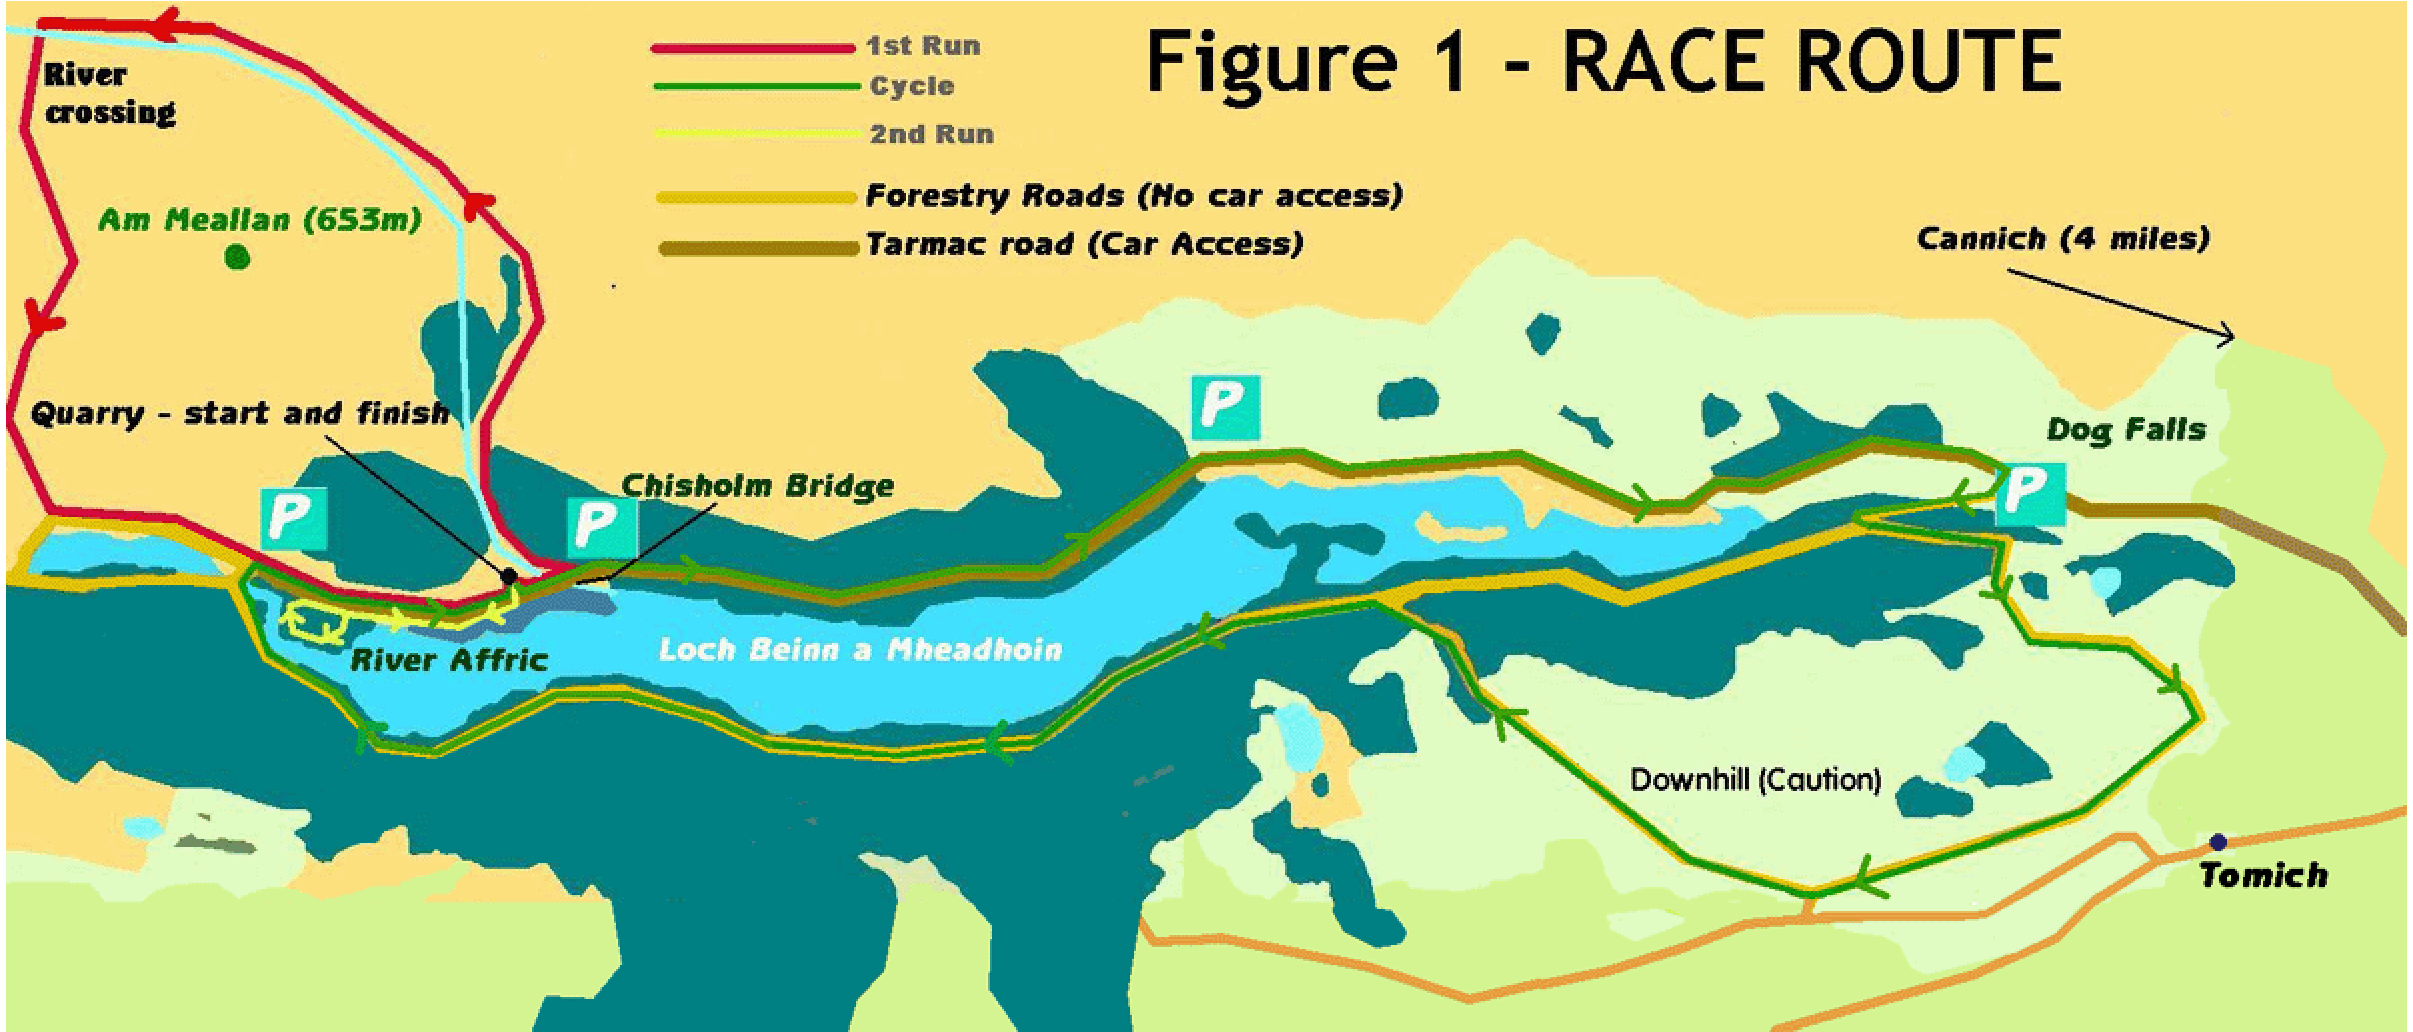 Figure 1 - RACE ROUTE
1st Run
Cycle
2nd Run
Forestry Roads (No car access)
Tarmac road (Car Access)
River
crossing
Am Meallan (653m)
Cannich (4 miles)
Quarry - start and finish
P
Dog Falls
P
Chisholm Bridge
P
P
River Affric
Loch Beinn a Mheadhoin
Downhill (Caution)
Tomich